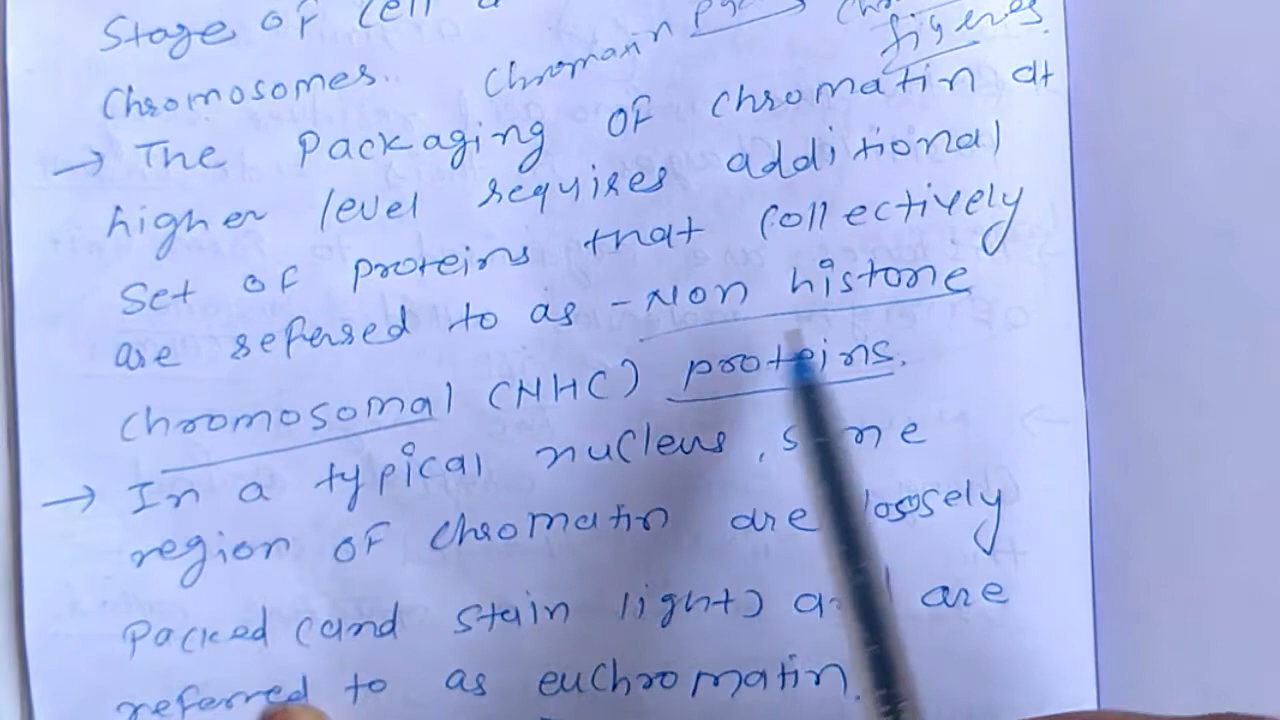 Stage of cell
Chromosomes. Chromatin
figures.
→ The Packaging of chromatin at
higher level requires additional
set of proteins that collectively
are refersed to as - Non histone
Chromosomal (NHC) proteins.
→ In a typical nucleus, some
region of chromatin are loosely
Packed (and stain light) and are
referred to as euchromatin.